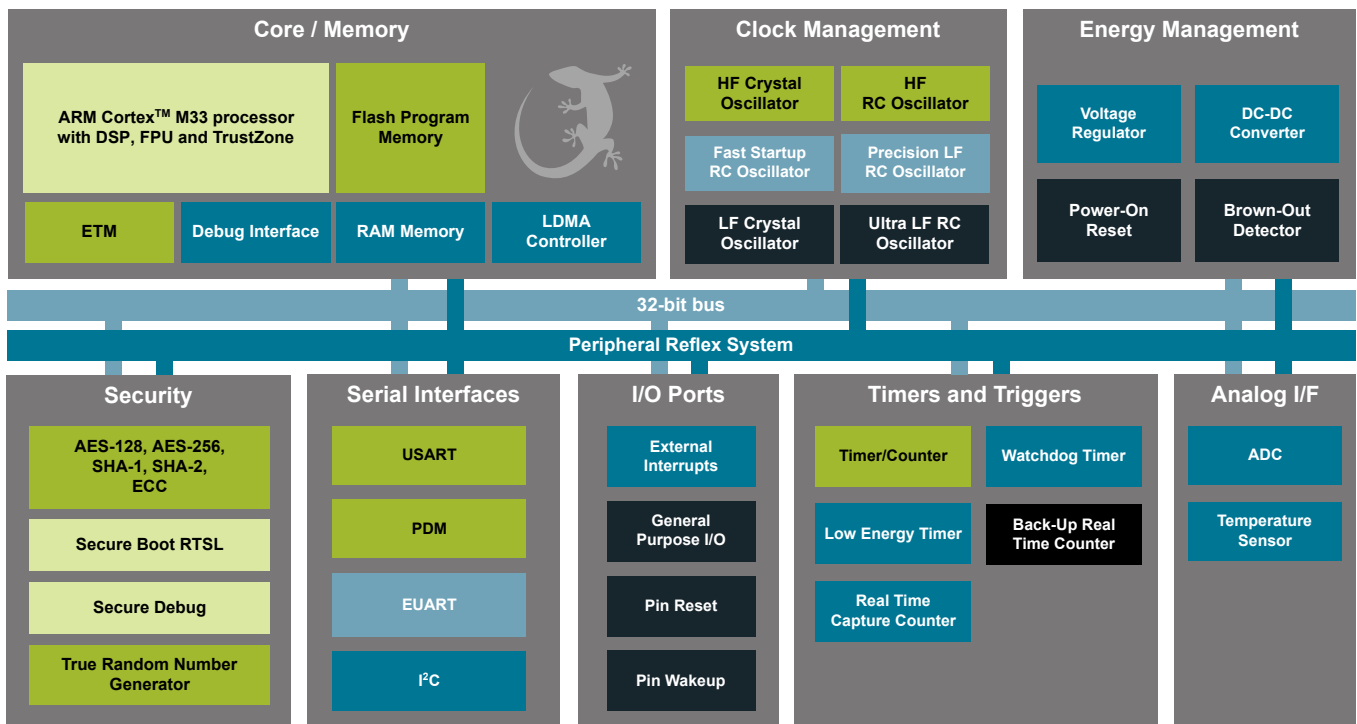 Core / Memory
ARM Cortex™ M33 processor
with DSP, FPU and TrustZone
Flash Program
Memory
ETM
Debug Interface
RAM Memory
LDMA
Controller
Clock Management
HF Crystal
Oscillator
HF
RC Oscillator
Fast Startup
RC Oscillator
Precision LF
RC Oscillator
LF Crystal
Oscillator
Ultra LF RC
Oscillator
Energy Management
Voltage
Regulator
DC-DC
Converter
Power-On
Reset
Brown-Out
Detector
32-bit bus
Peripheral Reflex System
Security
AES-128, AES-256,
SHA-1, SHA-2,
ECC
Secure Boot RTSL
Secure Debug
True Random Number
Generator
Serial Interfaces
USART
PDM
EUART
I²C
I/O Ports
External
Interrupts
General
Purpose I/O
Pin Reset
Pin Wakeup
Timers and Triggers
Timer/Counter
Watchdog Timer
Low Energy Timer
Back-Up Real
Time Counter
Real Time
Capture Counter
Analog I/F
ADC
Temperature
Sensor